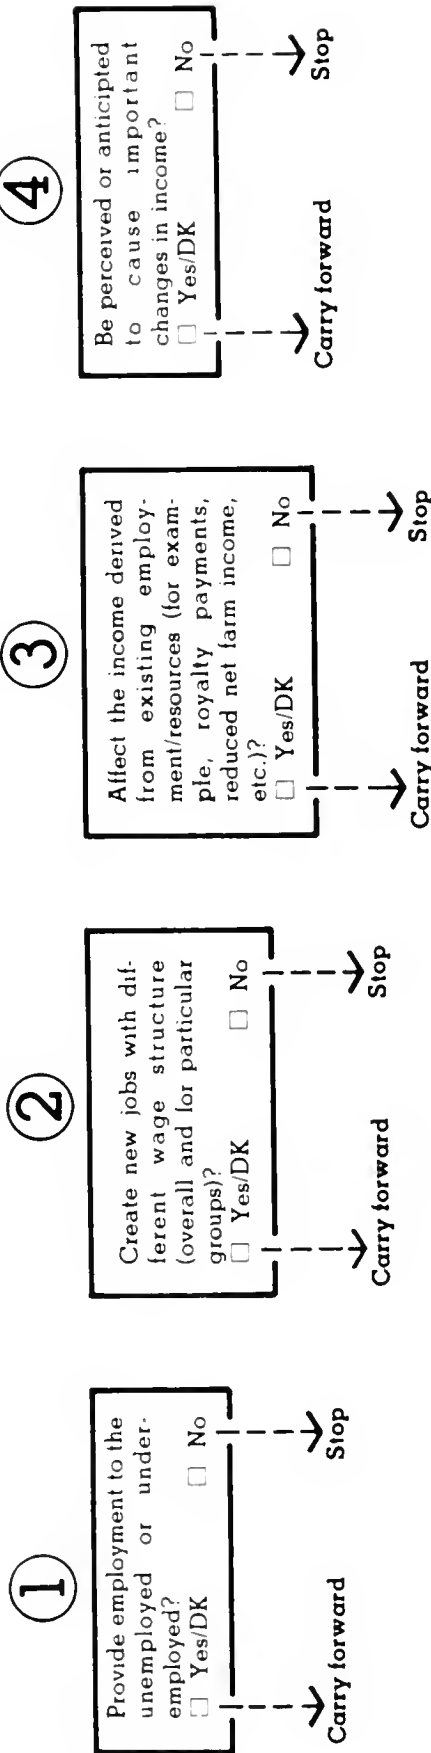 1
Provide employment to the
unemployed or under-
employed?
☐ Yes/DK ☐ No
Carry forward Stop
2
Create new jobs with dif-
ferent wage structure
(overall and for particular
groups)?
☐ Yes/DK ☐ No
Carry forward Stop
3
Affect the income derived
from existing employ-
ment/resources (for exam-
ple, royalty payments,
reduced net farm income,
etc.)?
☐ Yes/DK ☐ No
Carry forward Stop
4
Be perceived or anticipted
to cause important
changes in income?
☐ Yes/DK ☐ No
Carry forward Stop